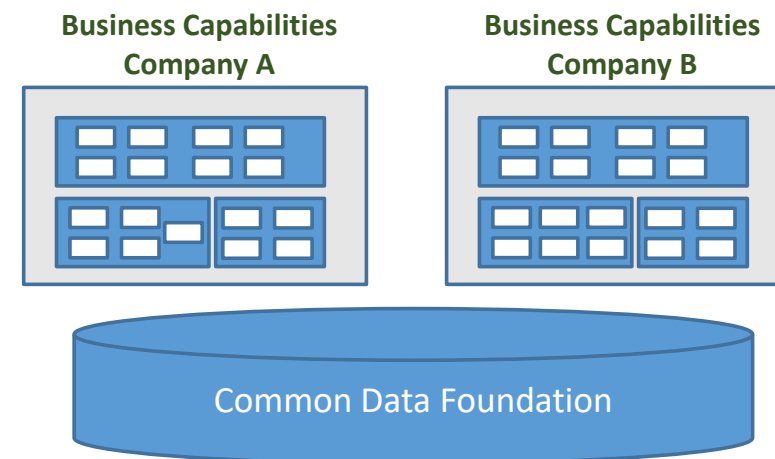 Business Capabilities
Company A
Business Capabilities
Company B
Common Data Foundation